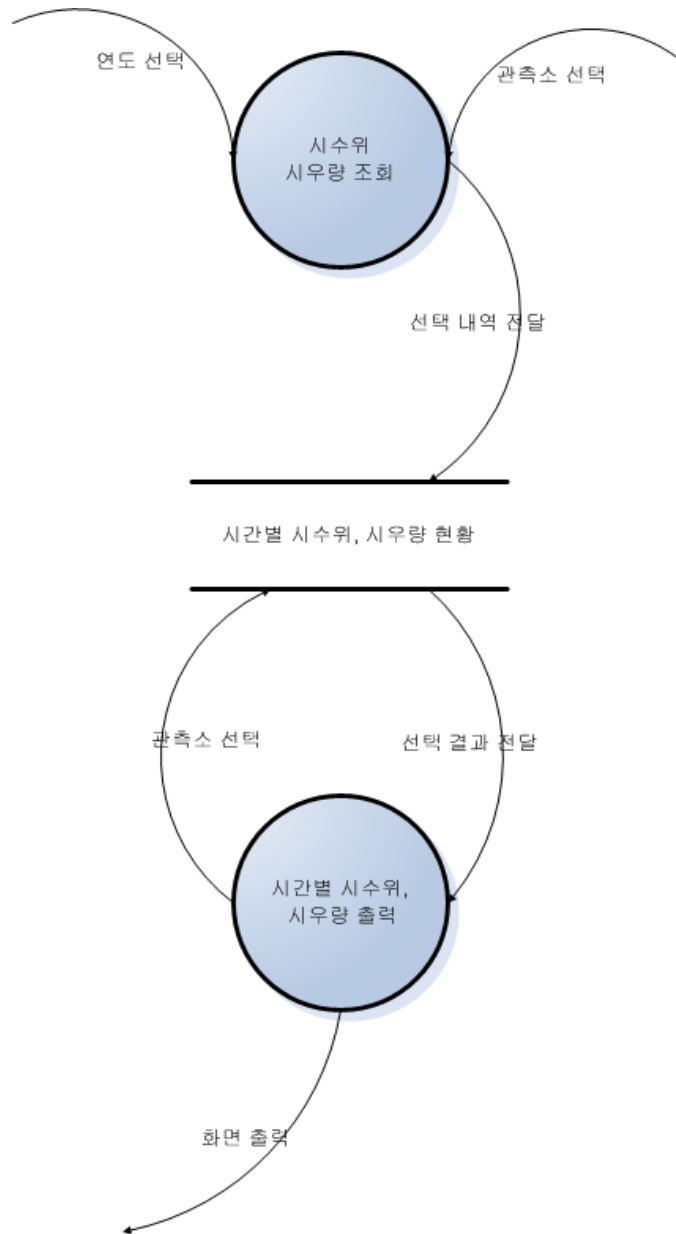 연도 선택
관측소 선택
시수위
시우량 조회
선택 내역 전달
시간별 시수위, 시우량 현황
관측소 선택
선택 결과 전달
시간별 시수위,
시우량 출력
화면 출력